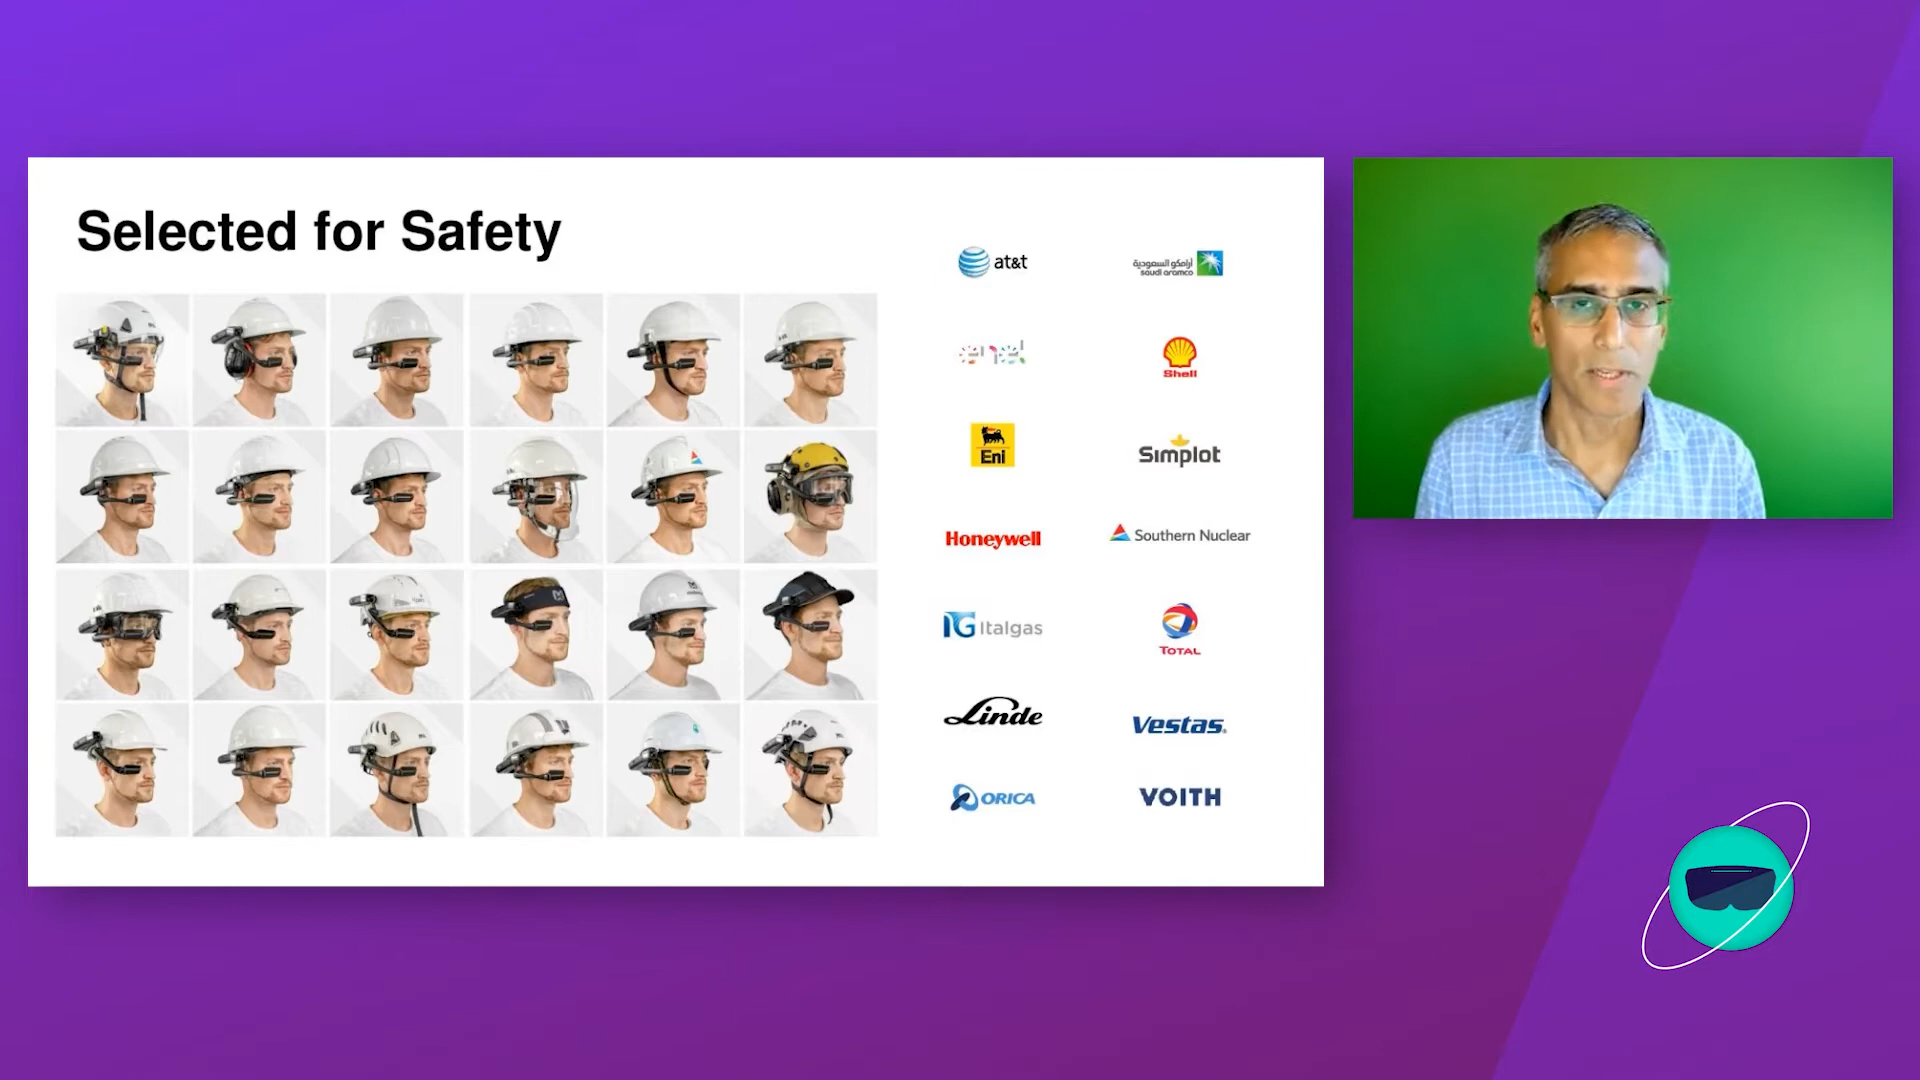 Selected for Safety
at&t
أرامكو السعودية
saudi aramco
enel
Shell
Eni
Simplot
Honeywell
Southern Nuclear
IG Italgas
TOTAL
Linde
Vestas
ORICA
VOITH